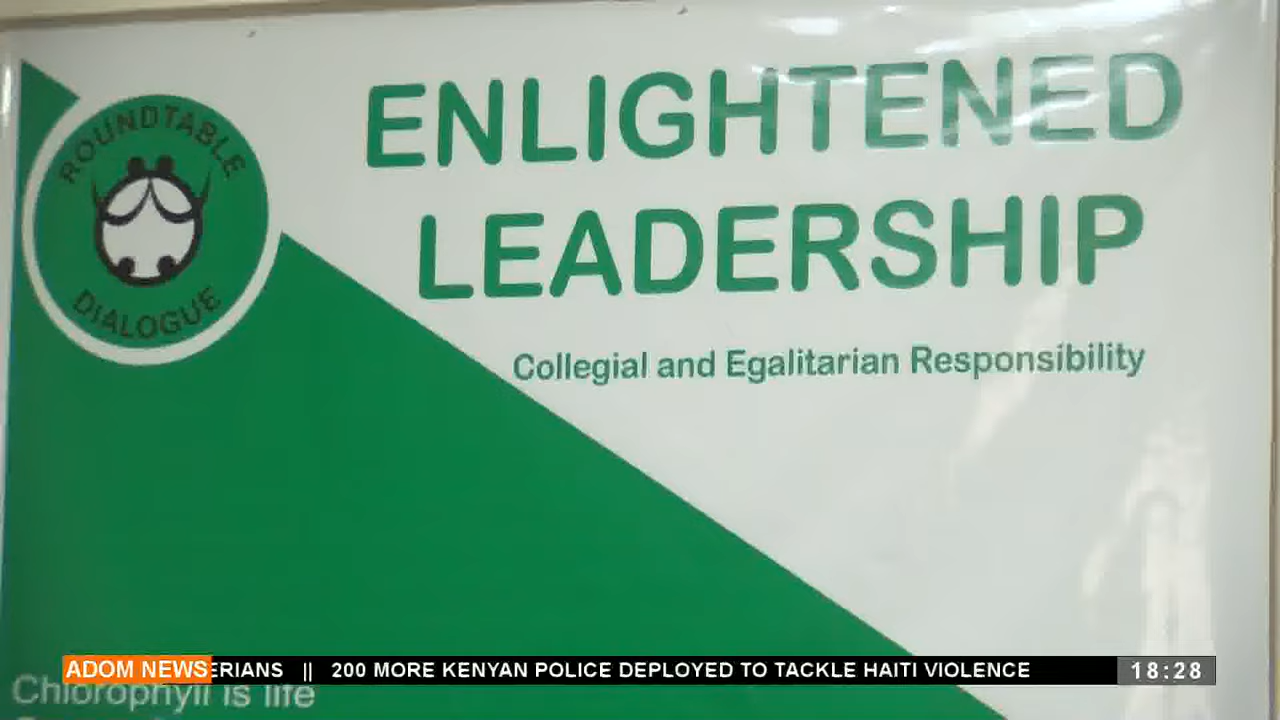 ROUNDTABLE
DIALOGUE
ENLIGHTENED
LEADERSHIP
Collegial and Egalitarian Responsibility
ADOM NEWS ERIANS || 200 MORE KENYAN POLICE DEPLOYED TO TACKLE HAITI VIOLENCE 18:28
Chlorophyll is life